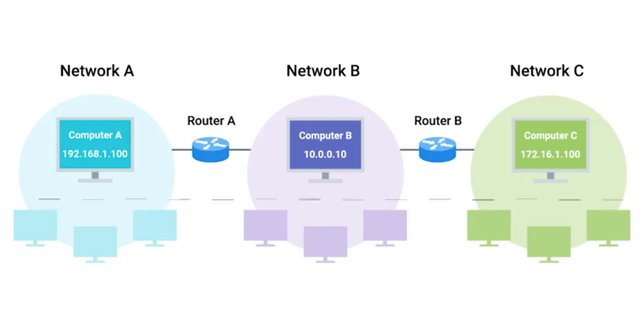 Network A
Network B
Network C
Router A
Router B
Computer A
192.168.1.100
Computer B
10.0.0.10
Computer C
172.16.1.100